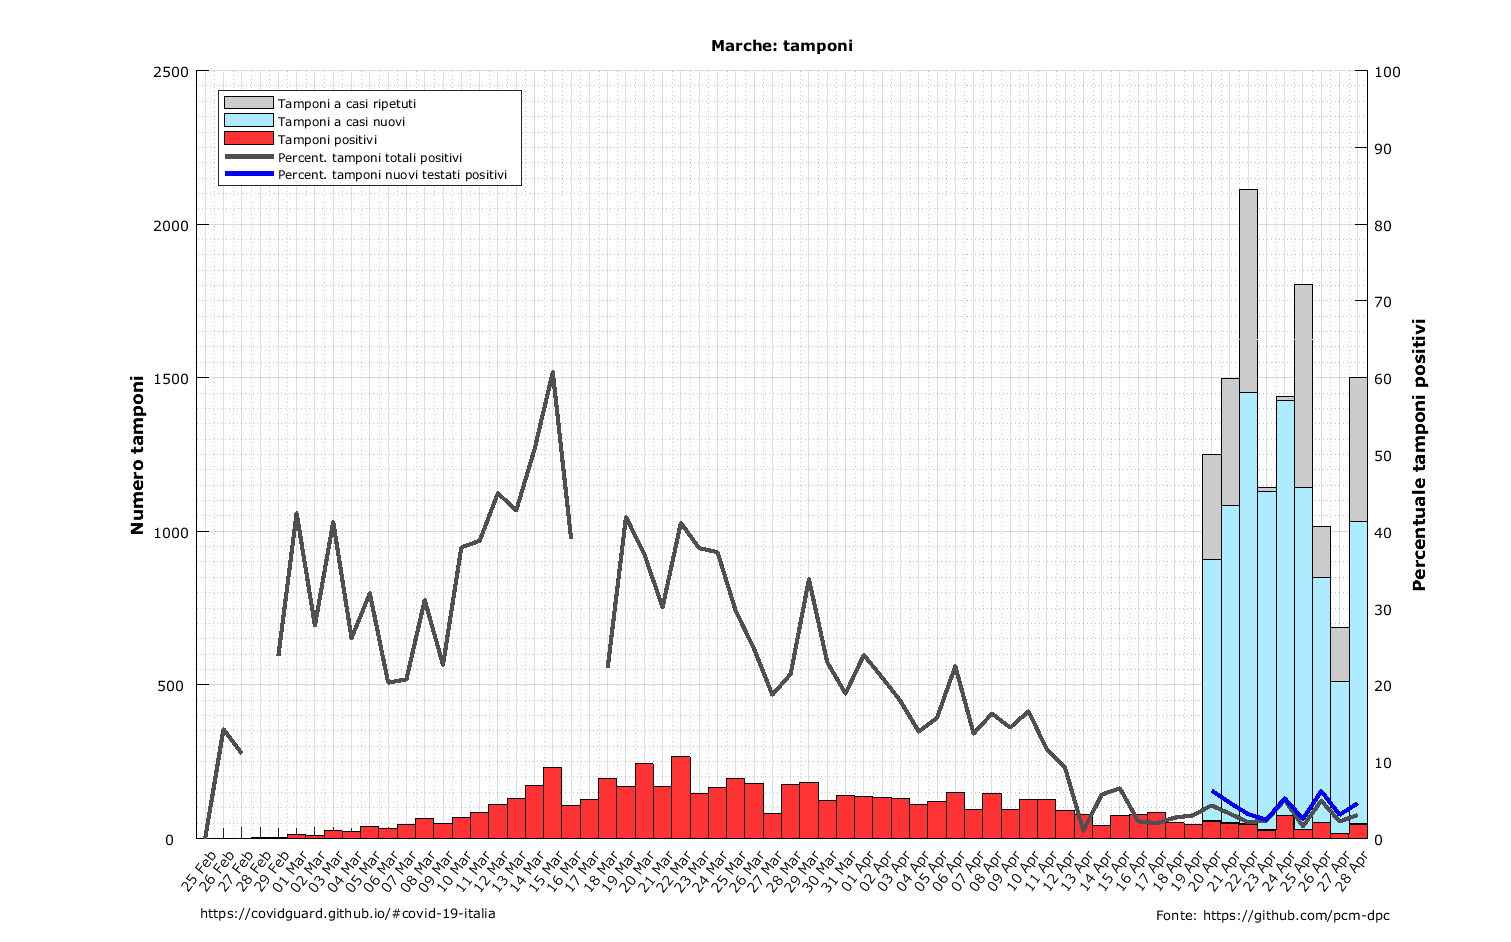 Marche: tamponi
2500
2000
1500
1000
500
0
Numero tamponi
Tamponi a casi ripetuti
Tamponi a casi nuovi
Tamponi positivi
Percent. tamponi totali positivi
Percent. tamponi nuovi testati positivi
100
90
80
70
60
50
40
30
20
10
0
Percentuale tamponi positivi
25 Feb
26 Feb
27 Feb
28 Feb
29 Feb
01 Mar
02 Mar
03 Mar
04 Mar
05 Mar
06 Mar
07 Mar
08 Mar
09 Mar
10 Mar
11 Mar
12 Mar
13 Mar
14 Mar
15 Mar
16 Mar
17 Mar
18 Mar
19 Mar
20 Mar
21 Mar
22 Mar
23 Mar
24 Mar
25 Mar
26 Mar
27 Mar
28 Mar
29 Mar
30 Mar
31 Mar
01 Apr
02 Apr
03 Apr
04 Apr
05 Apr
06 Apr
07 Apr
08 Apr
09 Apr
10 Apr
11 Apr
12 Apr
13 Apr
14 Apr
15 Apr
16 Apr
17 Apr
18 Apr
19 Apr
20 Apr
21 Apr
22 Apr
23 Apr
24 Apr
25 Apr
26 Apr
27 Apr
28 Apr
https://covidguard.github.io/#covid-19-italia
Fonte: https://github.com/pcm-dpc